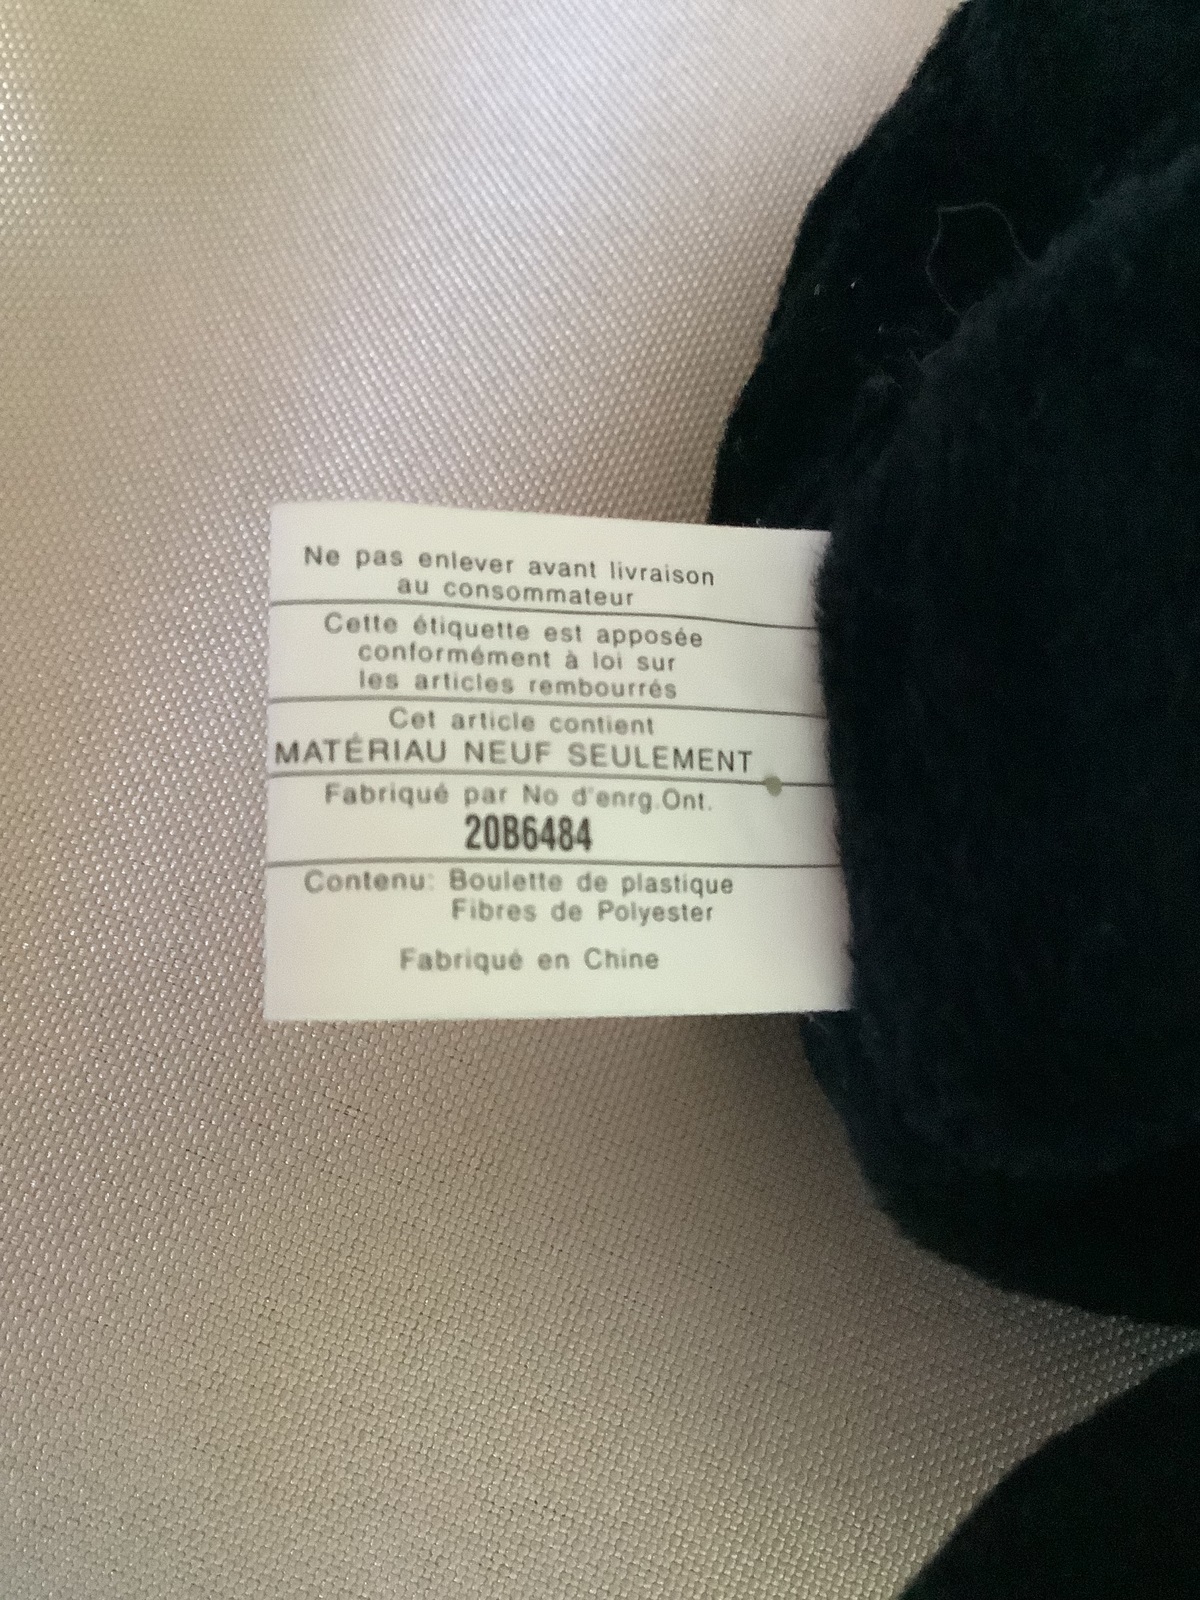 Ne pas enlever avant livraison
au consommateur
Cette étiquette est apposée
conformément à loi sur
les articles rembourrés
Cet article contient
MATÉRIAU NEUF SEULEMENT
Fabriqué par No d'enrg.Ont.
20B6484
Contenu: Boulette de plastique
Fibres de Polyester
Fabriqué en Chine